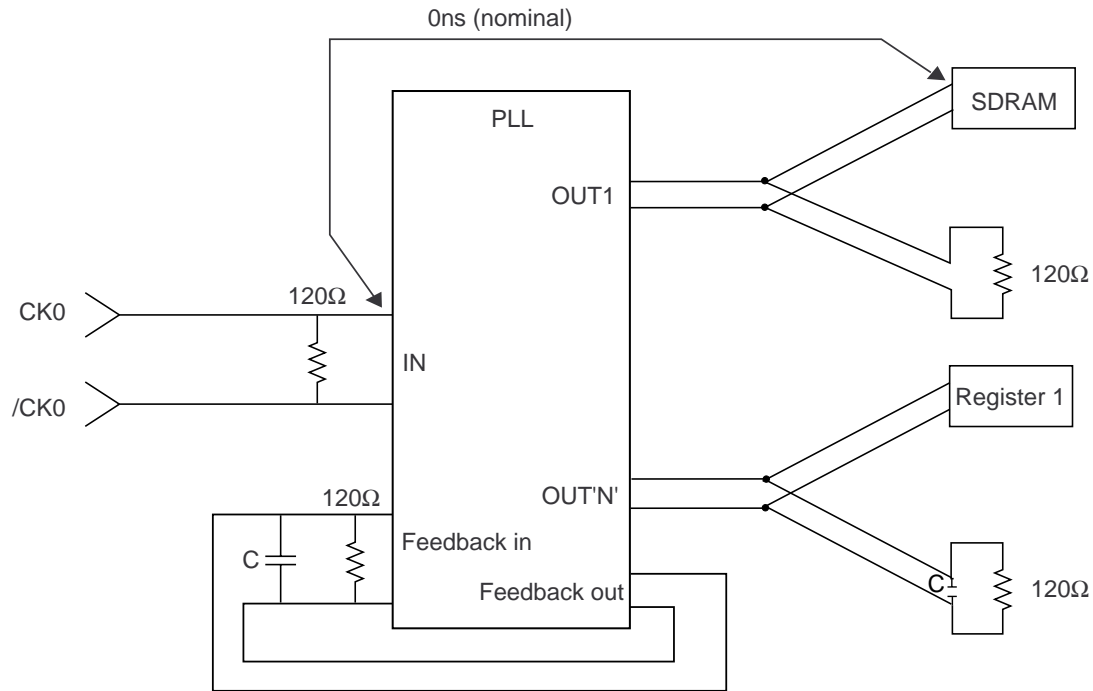 0ns (nominal)
SDRAM
PLL
OUT1
120Ω
120Ω
CK0
IN
Register 1
/CK0
120Ω
OUT'N'
Feedback in
C
Feedback out
C
120Ω